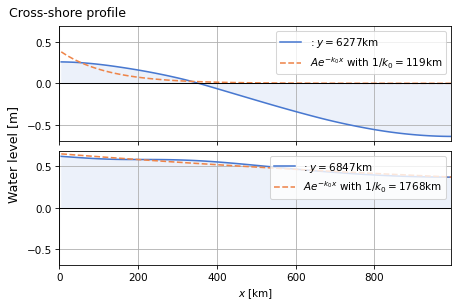 Cross-shore profile
0.5
0.0
−0.5
: y = 6277km
Ae^{−k₀x} with 1/k₀ = 119km
Water level [m]
0.5
0.0
−0.5
: y = 6847km
Ae^{−k₀x} with 1/k₀ = 1768km
0 200 400 600 800
x [km]